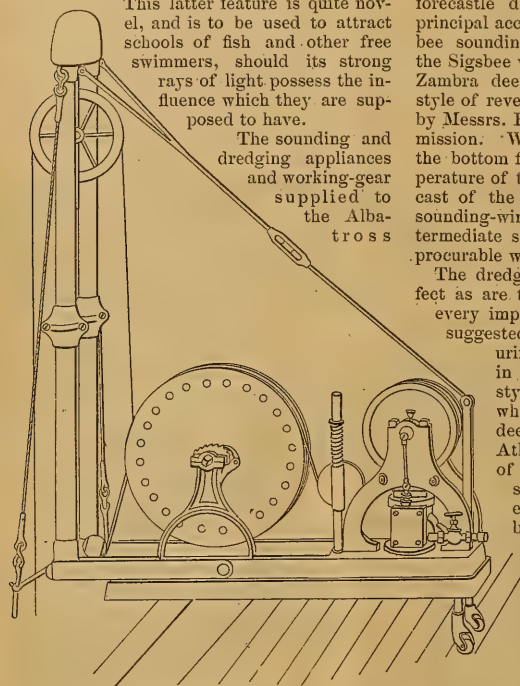 This latter feature is quite nov-
el, and is to be used to attract
schools of fish and other free
swimmers, should its strong
rays of light possess the in-
fluence which they are sup-
posed to have.
The sounding and
dredging appliances
and working-gear
supplied to
the Alba-
tross
forecastle d
principal acc
bee soundin
the Sigsbee
Zambra dee
style of reve
by Messrs.
mission.
the bottom f
perature of t
cast of the
sounding-wir
termediate s
procurable w
The dredg
fect as are t
every imp
suggested
uri
in
sty
wh
dee
Atl
of
s
e